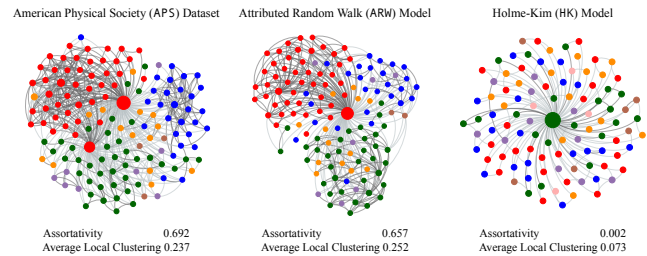 American Physical Society (APS) Dataset
Attributed Random Walk (ARW) Model
Holme-Kim (HK) Model
Assortativity 0.692
Average Local Clustering 0.237
Assortativity 0.657
Average Local Clustering 0.252
Assortativity 0.002
Average Local Clustering 0.073